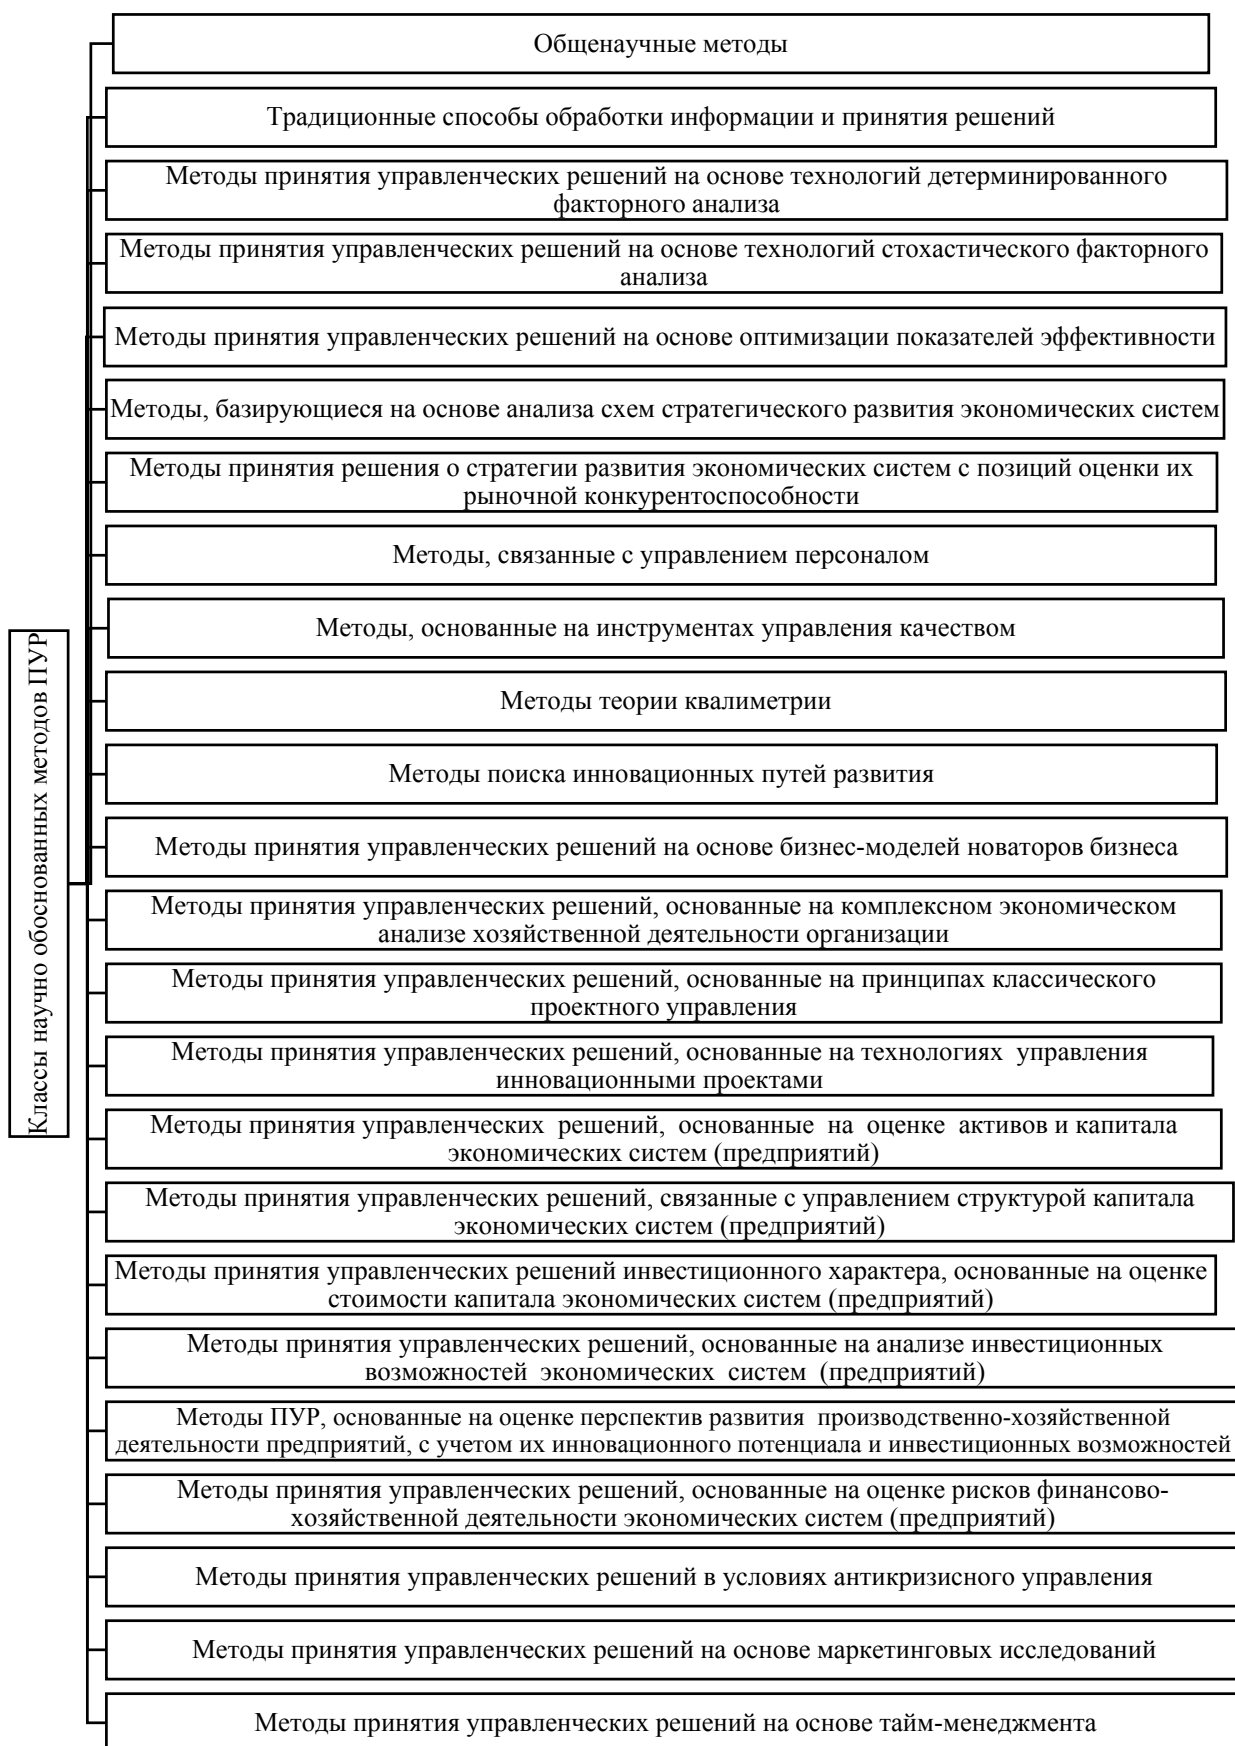 Общенаучные методы
Традиционные способы обработки информации и принятия решений
Методы принятия управленческих решений на основе технологий детерминированного
факторного анализа
Методы принятия управленческих решений на основе технологий стохастического факторного
анализа
Методы принятия управленческих решений на основе оптимизации показателей эффективности
Методы, базирующиеся на основе анализа схем стратегического развития экономических систем
Методы принятия решения о стратегии развития экономических систем с позиций оценки их
рыночной конкурентоспособности
Методы, связанные с управлением персоналом
Методы, основанные на инструментах управления качеством
Классы научно обоснованных методов ПУР
Методы теории квалиметрии
Методы поиска инновационных путей развития
Методы принятия управленческих решений на основе бизнес-моделей новаторов бизнеса
Методы принятия управленческих решений, основанные на комплексном экономическом
анализе хозяйственной деятельности организации
Методы принятия управленческих решений, основанные на принципах классического
проектного управления
Методы принятия управленческих решений, основанные на технологиях управления
инновационными проектами
Методы принятия управленческих решений, основанные на оценке активов и капитала
экономических систем (предприятий)
Методы принятия управленческих решений, связанные с управлением структурой капитала
экономических систем (предприятий)
Методы принятия управленческих решений инвестиционного характера, основанные на оценке
стоимости капитала экономических систем (предприятий)
Методы принятия управленческих решений, основанные на анализе инвестиционных
возможностей экономических систем (предприятий)
Методы ПУР, основанные на оценке перспектив развития производственно-хозяйственной
деятельности предприятий, с учетом их инновационного потенциала и инвестиционных возможностей
Методы принятия управленческих решений, основанные на оценке рисков финансово-
хозяйственной деятельности экономических систем (предприятий)
Методы принятия управленческих решений в условиях антикризисного управления
Методы принятия управленческих решений на основе маркетинговых исследований
Методы принятия управленческих решений на основе тайм-менеджмента